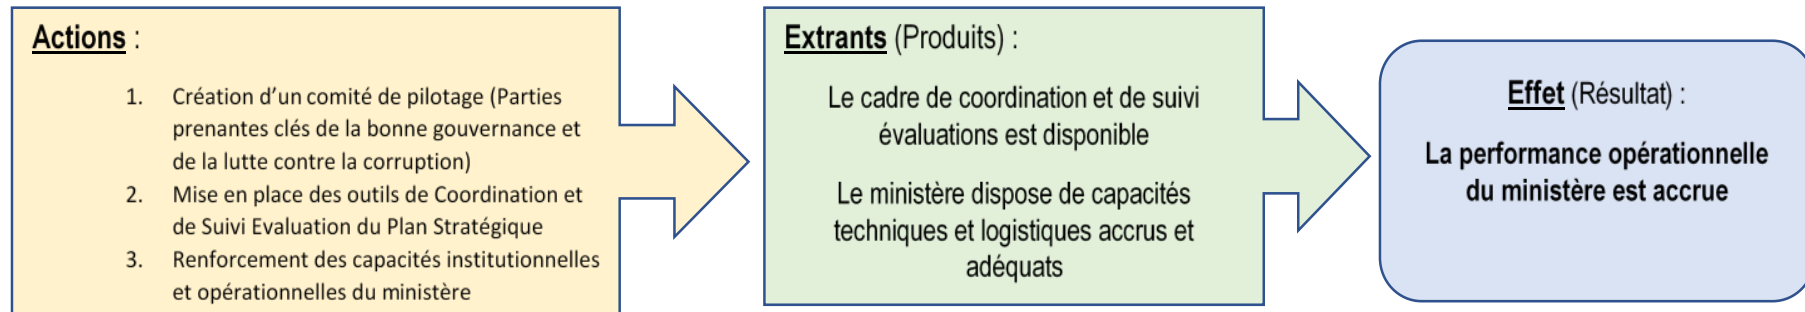 Actions :
1. Création d'un comité de pilotage (Parties
prenantes clés de la bonne gouvernance et
de la lutte contre la corruption)
2. Mise en place des outils de Coordination et
de Suivi Evaluation du Plan Stratégique
3. Renforcement des capacités institutionnelles
et opérationnelles du ministère
Extrants (Produits) :
Le cadre de coordination et de suivi
évaluations est disponible
Le ministère dispose de capacités
techniques et logistiques accrus et
adéquats
Effet (Résultat) :
La performance opérationnelle
du ministère est accrue